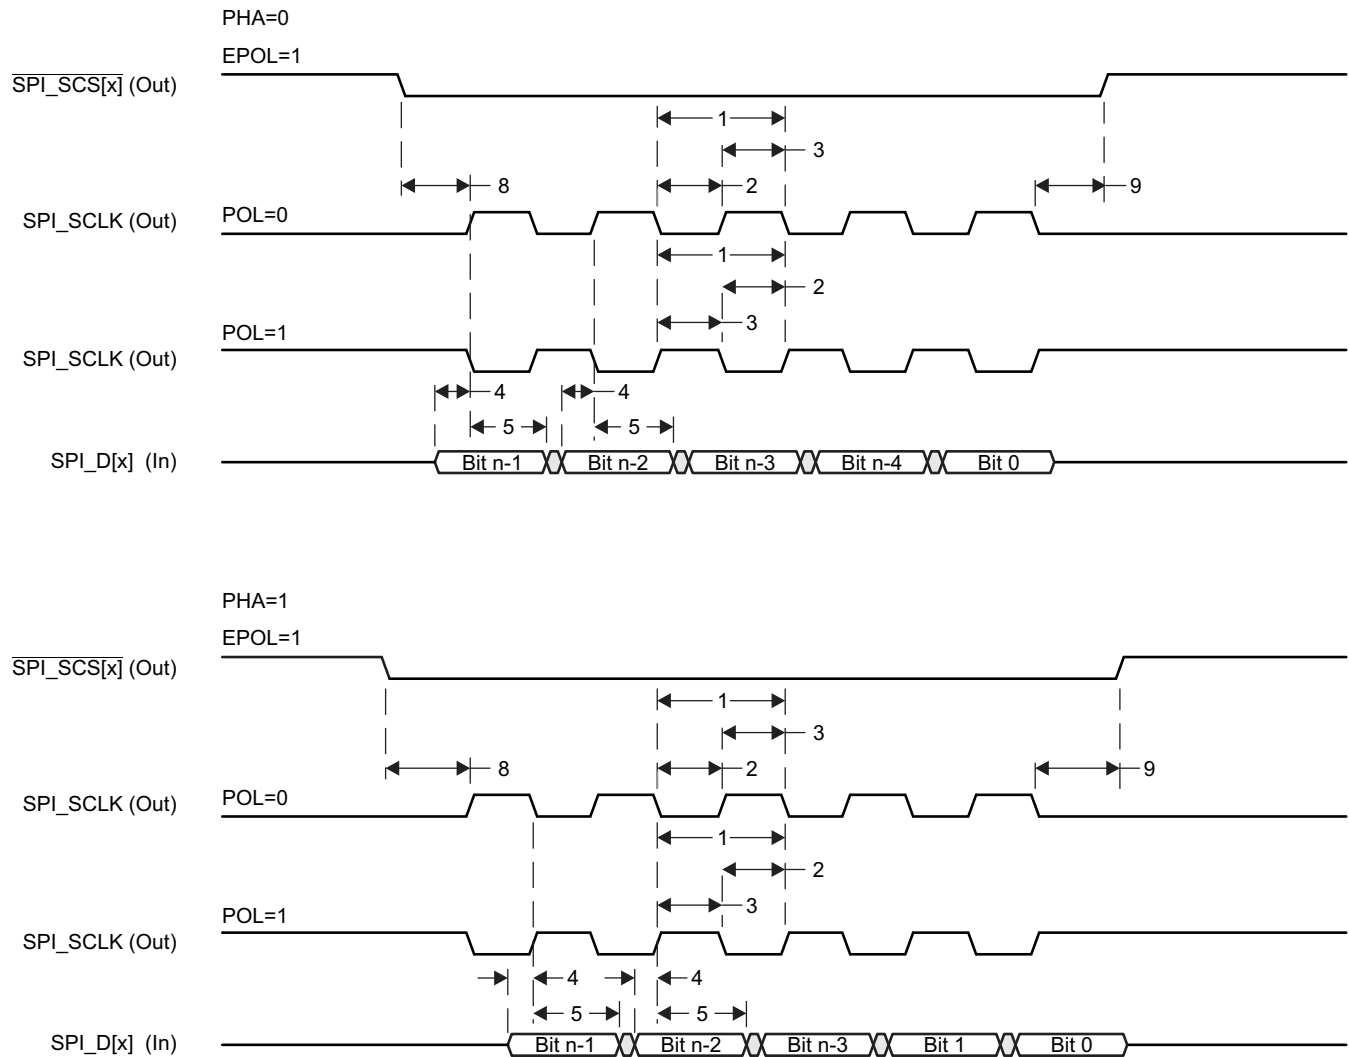 PHA=0
EPOL=1
SPI_SCS[x] (Out)
1
3
8
2
9
SPI_SCLK (Out)
POL=0
1
2
3
POL=1
SPI_SCLK (Out)
4
4
5
5
SPI_D[x] (In)
Bit n-1
Bit n-2
Bit n-3
Bit n-4
Bit 0
PHA=1
EPOL=1
SPI_SCS[x] (Out)
1
3
8
2
9
SPI_SCLK (Out)
POL=0
1
2
3
POL=1
SPI_SCLK (Out)
4
4
5
5
SPI_D[x] (In)
Bit n-1
Bit n-2
Bit n-3
Bit 1
Bit 0